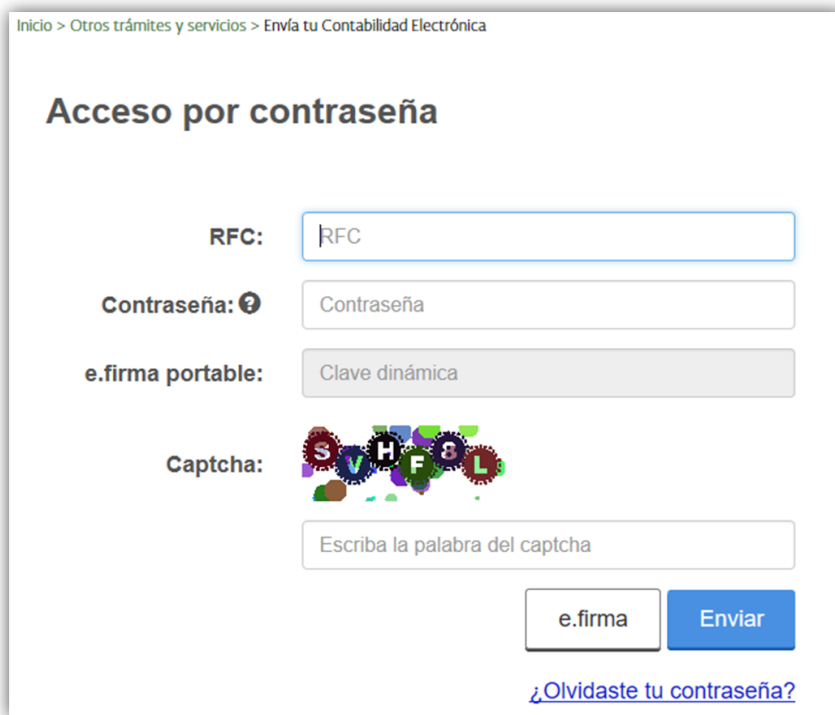 Inicio > Otros trámites y servicios > Envía tu Contabilidad Electrónica
Acceso por contraseña
RFC:
RFC
Contraseña:
Contraseña
e.firma portable:
Clave dinámica
Captcha:
SVHF8L
Escriba la palabra del captcha
e.firma
Enviar
¿Olvidaste tu contraseña?